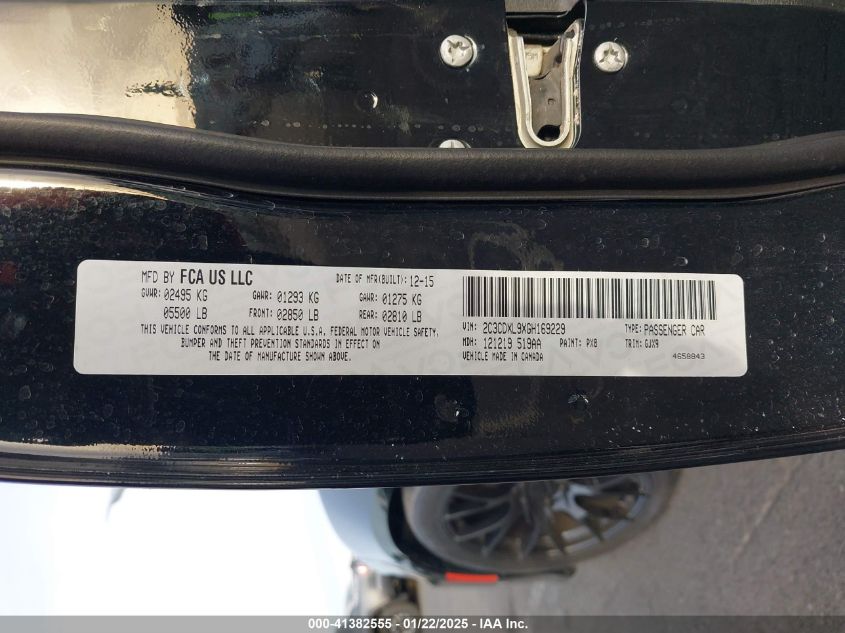 MFD BY FCA US LLC DATE OF MFR(BUILT): 12-15
GVWR: 02495 KG GAWR: 01293 KG GAWR: 01275 KG
05500 LB FRONT: 02850 LB REAR: 02810 LB
THIS VEHICLE CONFORMS TO ALL APPLICABLE U.S.A. FEDERAL MOTOR VEHICLE SAFETY,
BUMPER AND THEFT PREVENTION STANDARDS IN EFFECT ON
THE DATE OF MANUFACTURE SHOWN ABOVE.
VIN: 2C3CDXL9XGH169229 TYPE: PASSENGER CAR
MDH: 121219 519AA PAINT: PX8 TRIM: GJX9
VEHICLE MADE IN CANADA 4658843
000-41382555 - 01/22/2025 - IAA Inc.